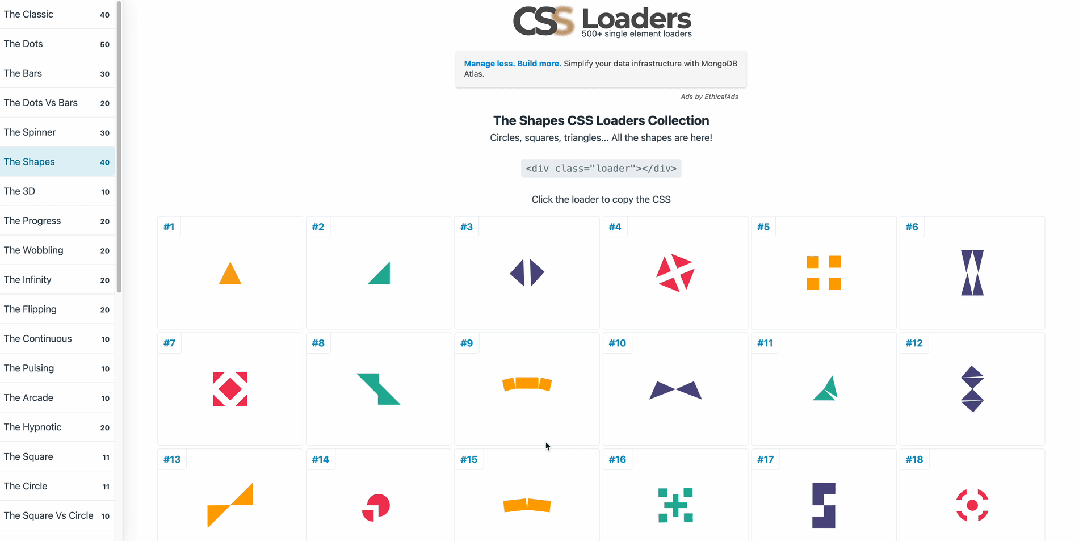 The Classic 40
The Dots 50
The Bars 30
The Dots Vs Bars 20
The Spinner 30
The Shapes 40
The 3D 10
The Progress 20
The Wobbling 20
The Infinity 20
The Flipping 20
The Continuous 10
The Pulsing 10
The Arcade 10
The Hypnotic 20
The Square 11
The Circle 11
The Square Vs Circle 10
CSS Loaders
500+ single element loaders
Manage less. Build more. Simplify your data infrastructure with MongoDB
Atlas.
Ads by EthicalAds
The Shapes CSS Loaders Collection
Circles, squares, triangles... All the shapes are here!
<div class="loader"></div>
Click the loader to copy the CSS
#1 #2 #3 #4 #5 #6
#7 #8 #9 #10 #11 #12
#13 #14 #15 #16 #17 #18